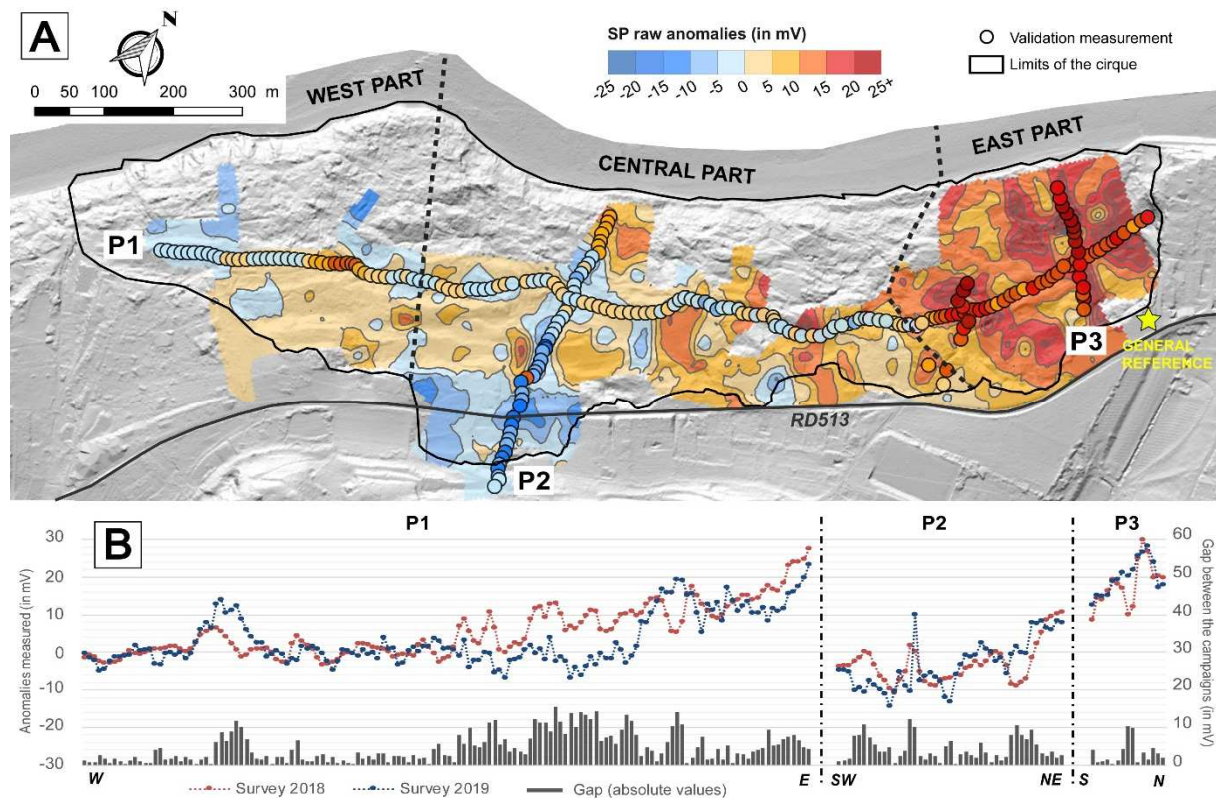 A
N
0 50 100 200 300 m
SP raw anomalies (in mV)
-25 -20 -15 -10 -5 0 5 10 15 20 25+
Validation measurement
Limits of the cirque
WEST PART
CENTRAL PART
EAST PART
P1
P2
P3
GENERAL
REFERENCE
RD513
B
P1 P2 P3
Anomalies measured (in mV)
30
20
10
0
-10
-20
-30
Gap between the campaigns (in mV)
60
50
40
30
20
10
0
W E SW NE S N
Survey 2018 Survey 2019 Gap (absolute values)